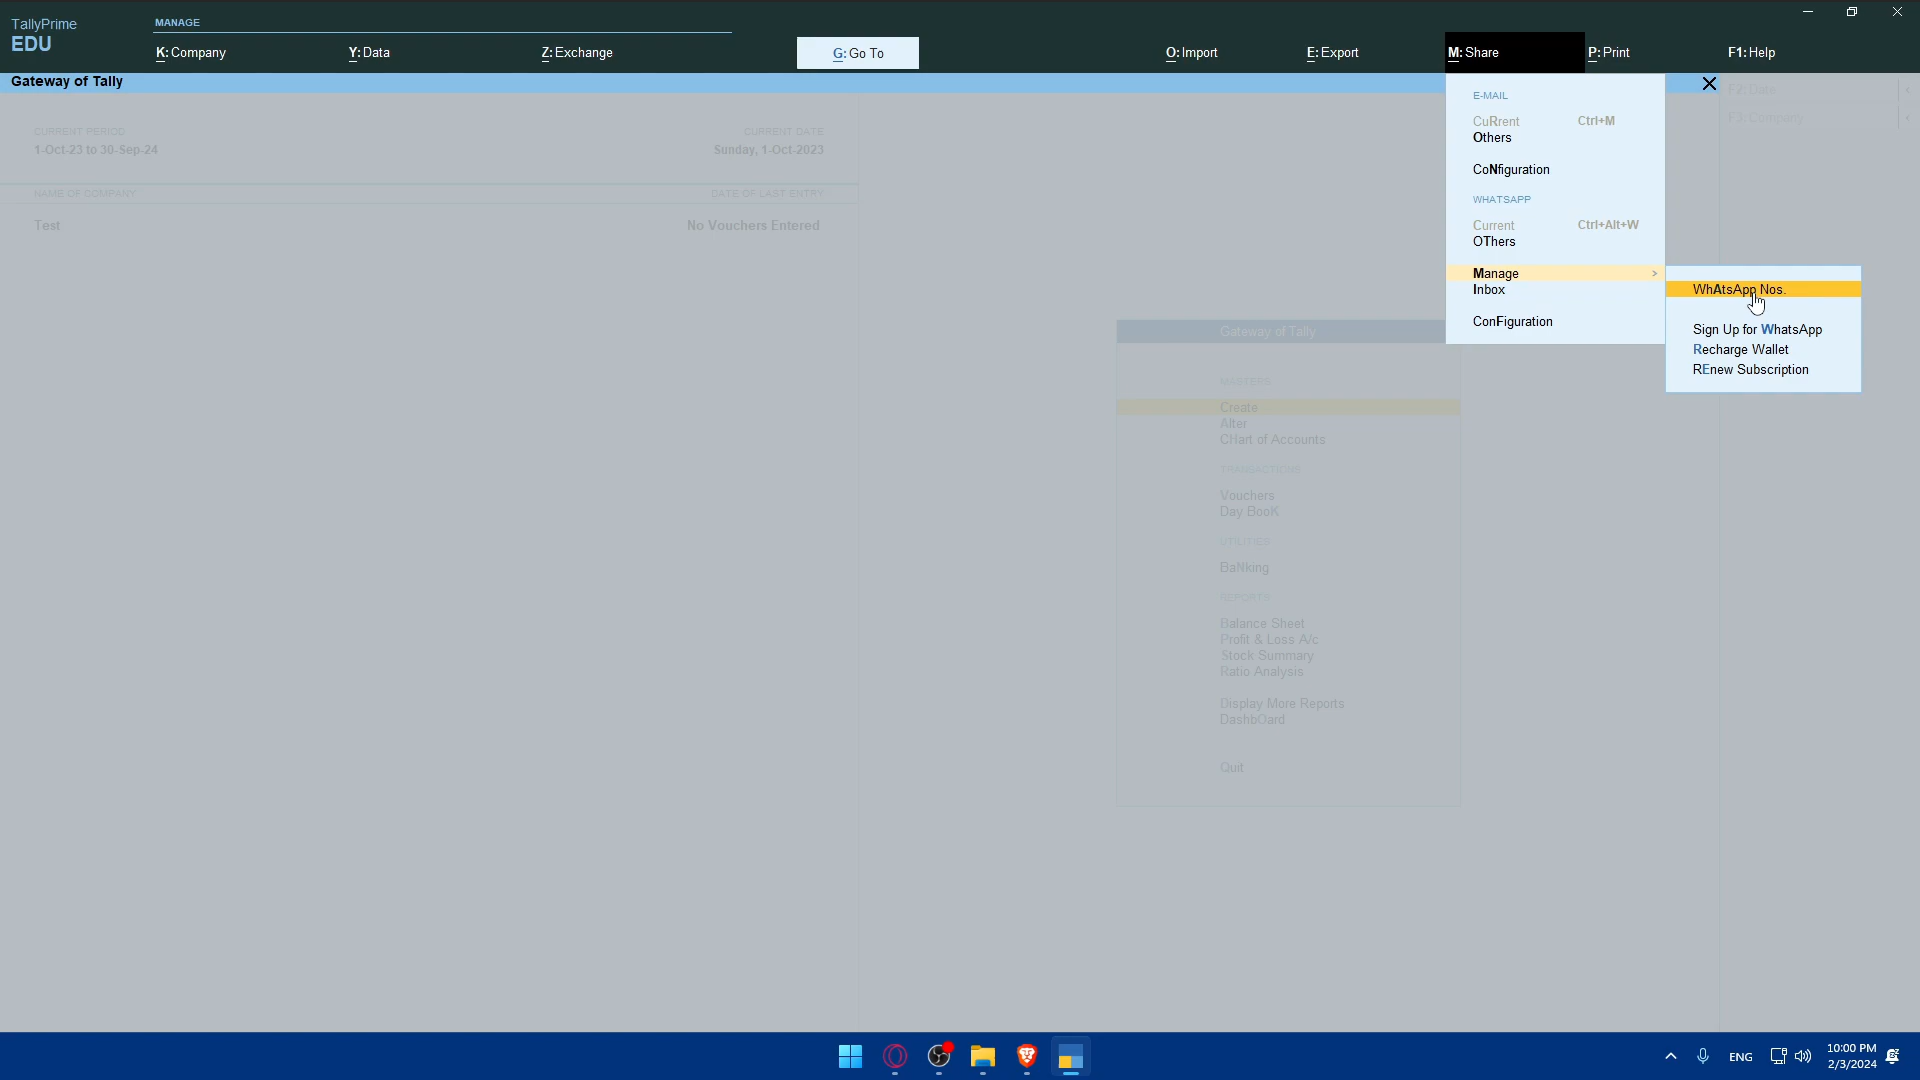 TallyPrime
EDU
MANAGE
K: Company
Y: Data
Z: Exchange
G: Go To
O: Import
E: Export
M: Share
P: Print
F1: Help
Gateway of Tally
CURRENT PERIOD
1-Oct-23 to 30-Sep-24
CURRENT DATE
Sunday, 1-Oct-2023
NAME OF COMPANY
DATE OF LAST ENTRY
Test
No Vouchers Entered
F2: Date
F3: Company
E-MAIL
CuRrent Ctrl+M
Others
CoNfiguration
WHATSAPP
Current Ctrl+Alt+W
OThers
Manage
Inbox
ConFiguration
WhAtsApp Nos.
Sign Up for WhatsApp
Recharge Wallet
REnew Subscription
Gateway of Tally
MASTERS
Create
Alter
CHart of Accounts
TRANSACTIONS
Vouchers
Day BooK
UTILITIES
BaNking
REPORTS
Balance Sheet
Profit & Loss A/c
Stock Summary
Ratio Analysis
Display More Reports
DashbOard
Quit
ENG
10:00 PM
2/3/2024